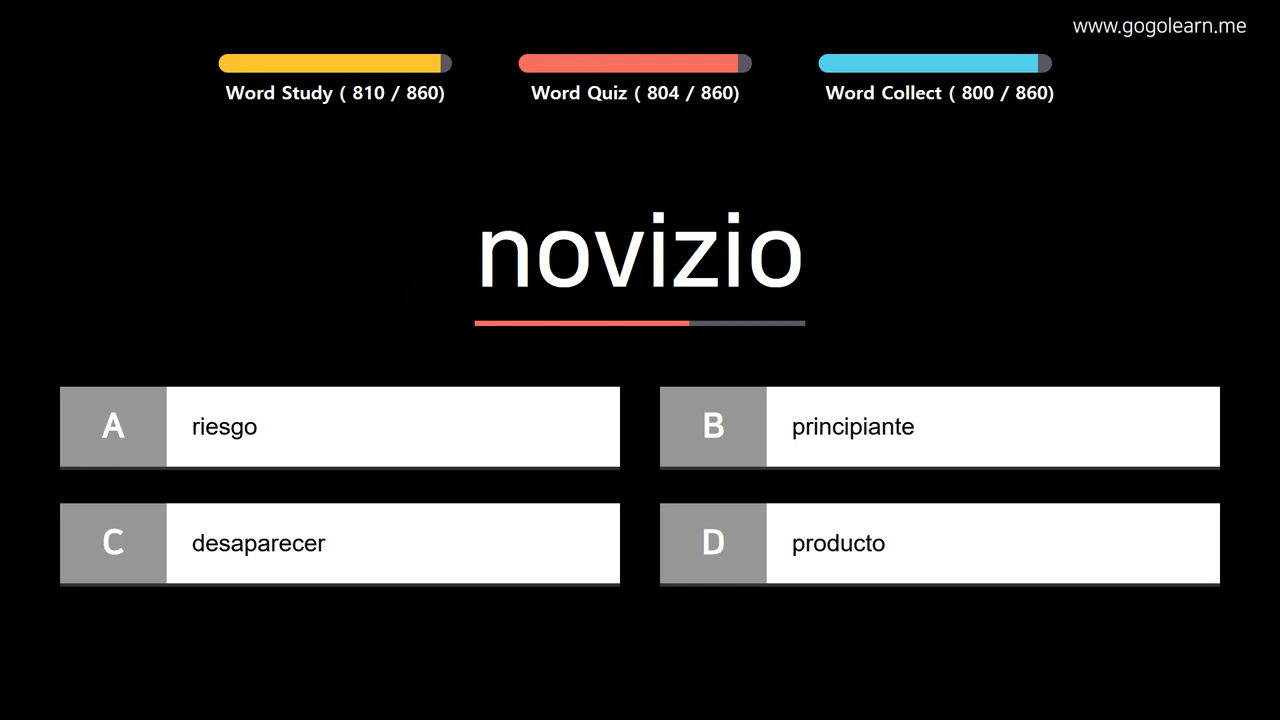 www.gogolearn.me
Word Study ( 810 / 860)
Word Quiz ( 804 / 860)
Word Collect ( 800 / 860)
novizio
A riesgo
B principiante
C desaparecer
D producto